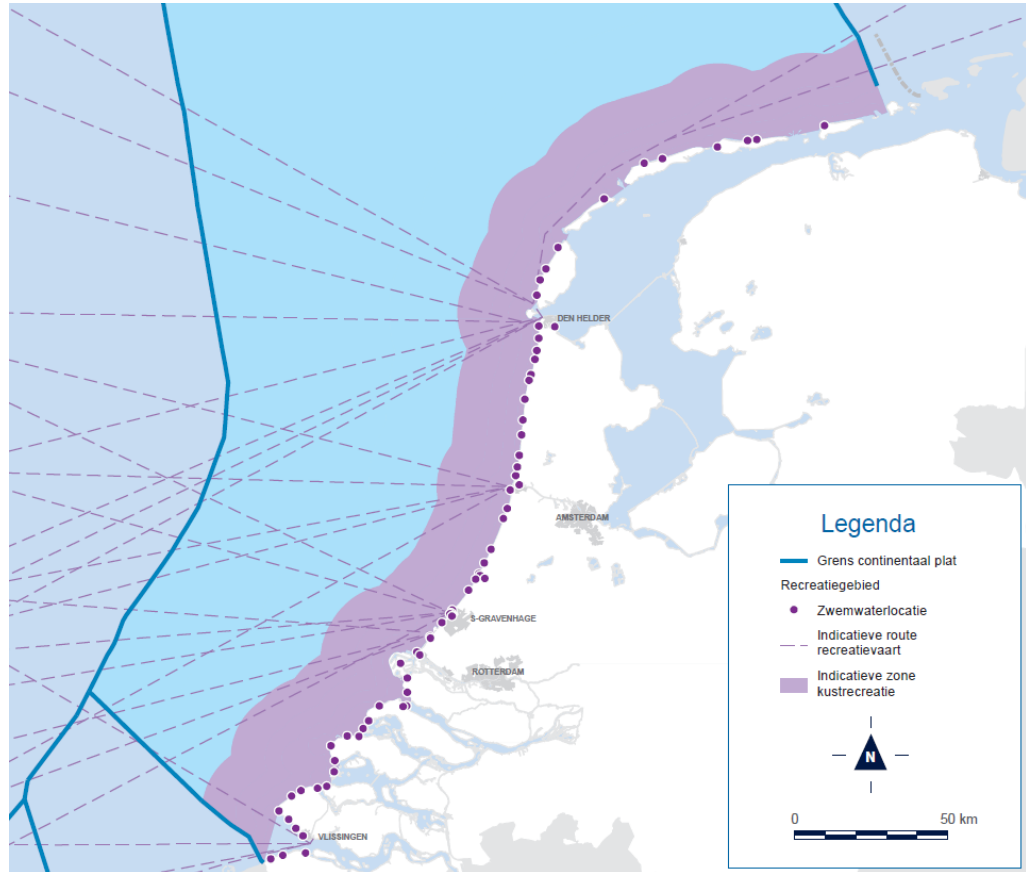 DEN HELDER
AMSTERDAM
S-GRAVENHAGE
ROTTERDAM
VLISSINGEN
Legenda
Grens continentaal plat
Recreatiegebied
Zwemwaterlocatie
Indicatieve route
recreatievaart
Indicatieve zone
kustrecreatie
N
0 50 km